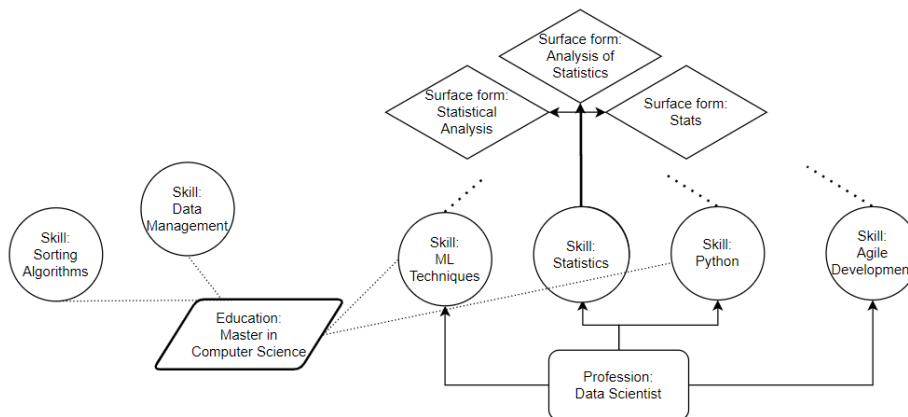 Surface form:
Analysis of
Statistics
Surface form:
Statistical
Analysis
Surface form:
Stats
Skill:
Sorting
Algorithms
Skill:
Data
Management
Skill:
ML
Techniques
Skill:
Statistics
Skill:
Python
Skill:
Agile
Development
Education:
Master in
Computer Science
Profession:
Data Scientist